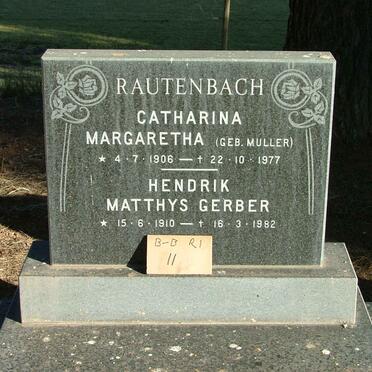 RAUTENBACH
CATHARINA
MARGARETHA (GEB. MULLER)
★ 4 - 7 - 1906 — † 22 - 10 - 1977
HENDRIK
MATTHYS GERBER
★ 15 - 6 - 1910 — † 16 - 3 - 1982
B-B R1
11